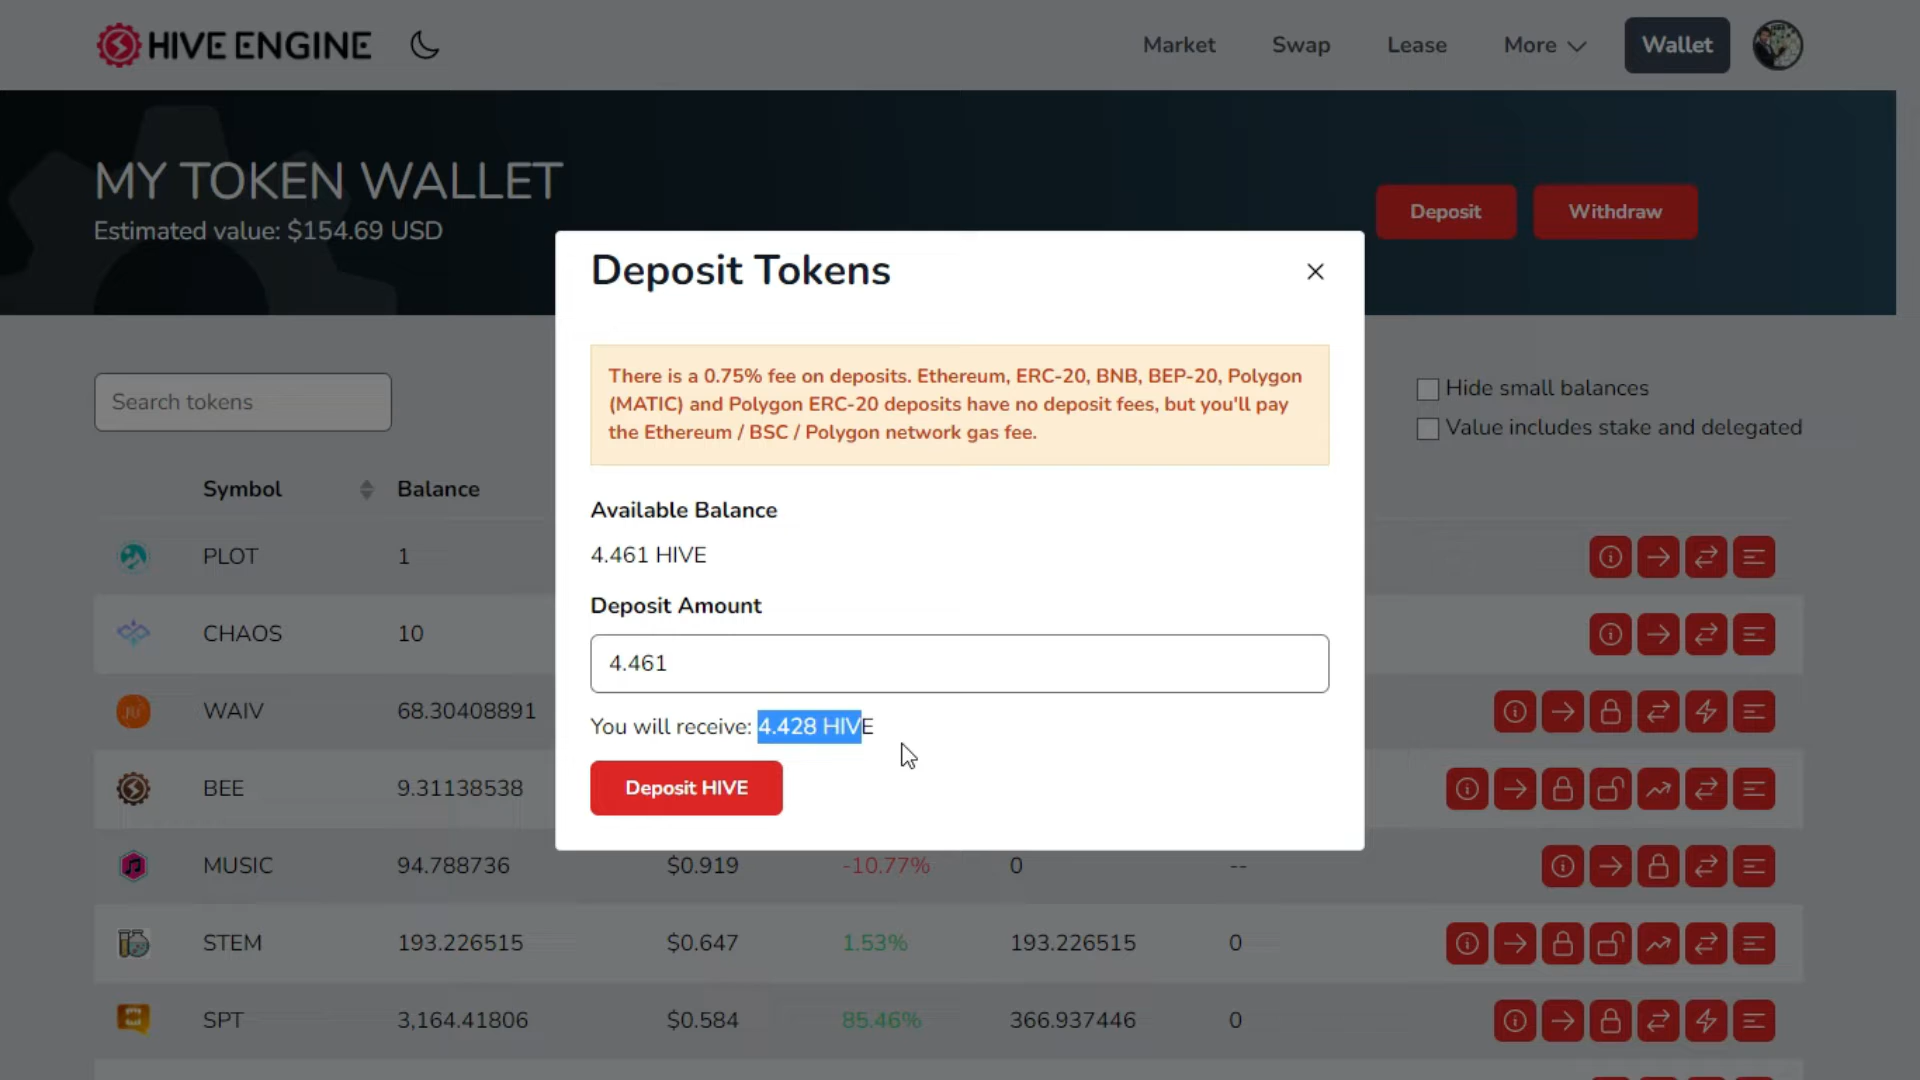 HIVE ENGINE
Market Swap Lease More Wallet
MY TOKEN WALLET
Estimated value: $154.69 USD
Deposit Withdraw
Deposit Tokens
There is a 0.75% fee on deposits. Ethereum, ERC-20, BNB, BEP-20, Polygon
(MATIC) and Polygon ERC-20 deposits have no deposit fees, but you'll pay
the Ethereum / BSC / Polygon network gas fee.
Available Balance
4.461 HIVE
Deposit Amount
4.461
You will receive: 4.428 HIVE
Deposit HIVE
Search tokens
Hide small balances
Value includes stake and delegated
Symbol Balance
PLOT 1
CHAOS 10
WAIV 68.30408891
BEE 9.31138538
MUSIC 94.788736 $0.919 -10.77% 0 --
STEM 193.226515 $0.647 1.53% 193.226515 0
SPT 3,164.41806 $0.584 85.46% 366.937446 0